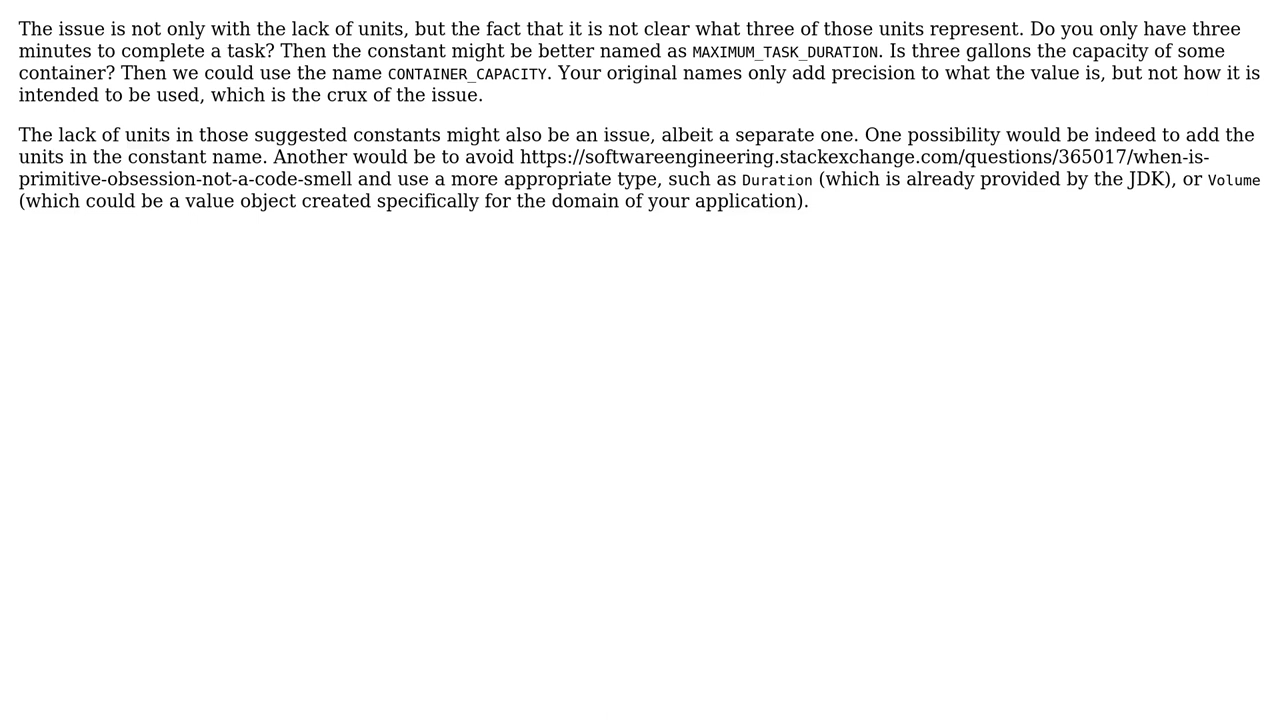 The issue is not only with the lack of units, but the fact that it is not clear what three of those units represent. Do you only have three
minutes to complete a task? Then the constant might be better named as MAXIMUM_TASK_DURATION. Is three gallons the capacity of some
container? Then we could use the name CONTAINER_CAPACITY. Your original names only add precision to what the value is, but not how it is
intended to be used, which is the crux of the issue.
The lack of units in those suggested constants might also be an issue, albeit a separate one. One possibility would be indeed to add the
units in the constant name. Another would be to avoid https://softwareengineering.stackexchange.com/questions/365017/when-is-
primitive-obsession-not-a-code-smell and use a more appropriate type, such as Duration (which is already provided by the JDK), or Volume
(which could be a value object created specifically for the domain of your application).